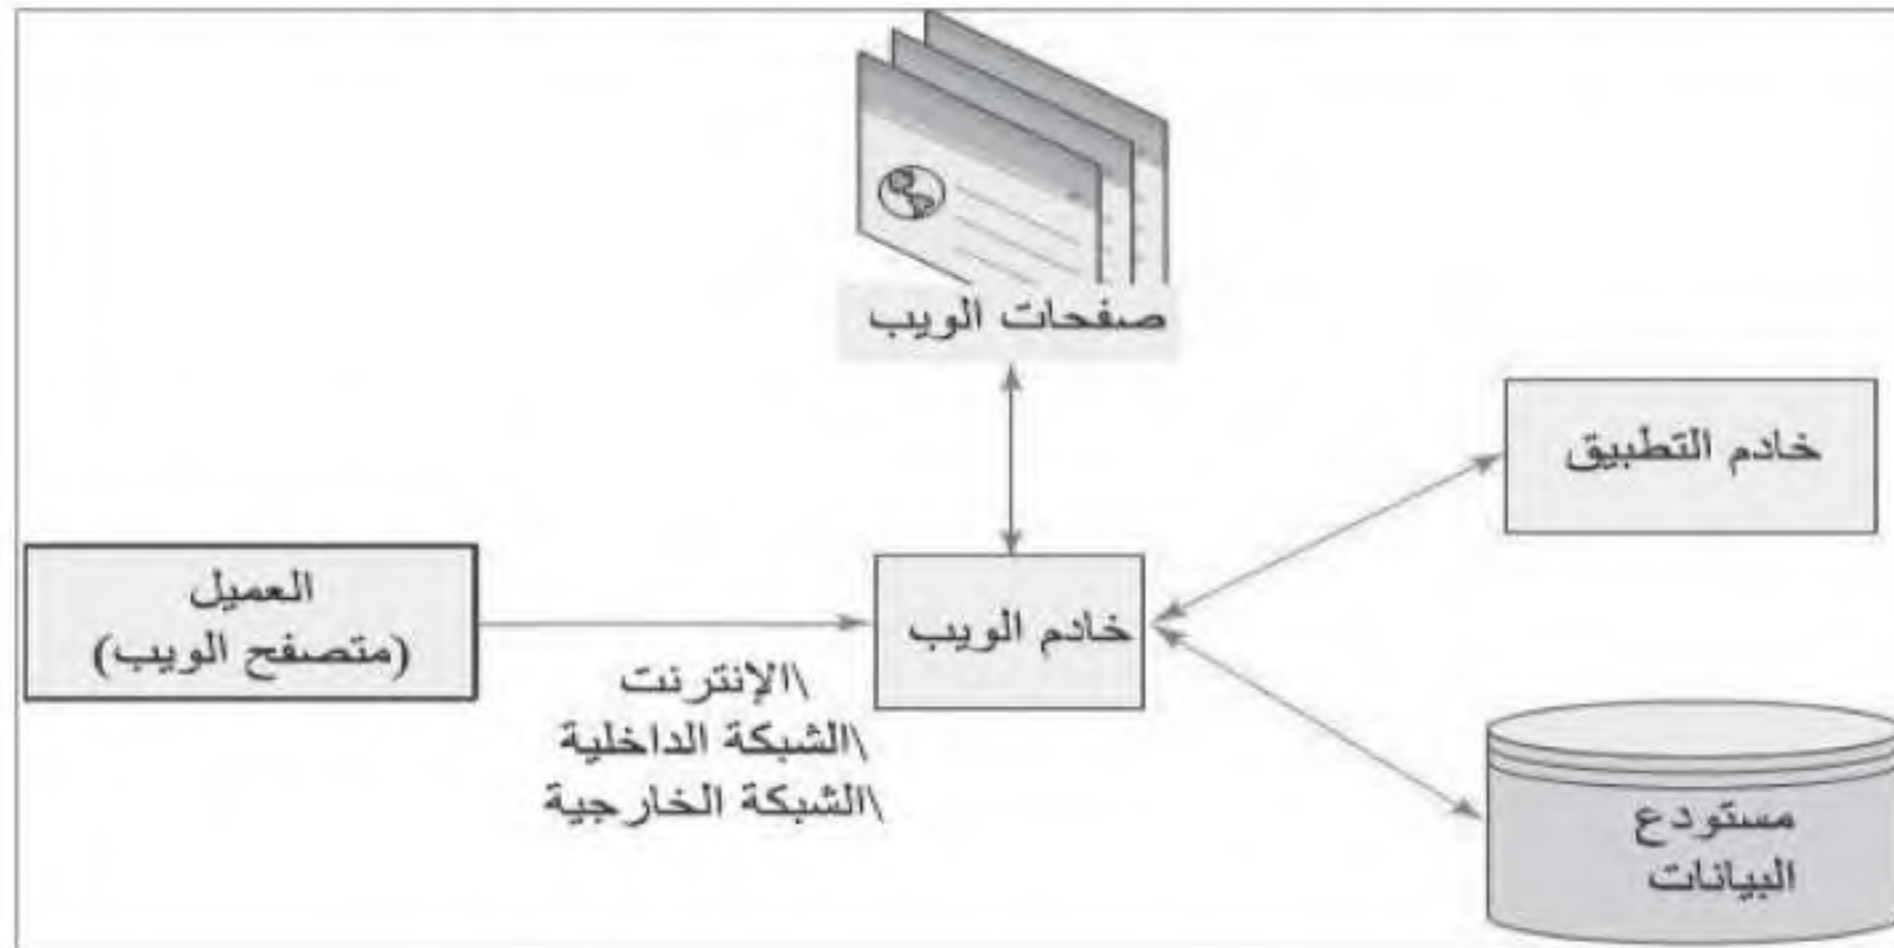 صفحات الويب
خادم التطبيق
العميل
(متصفح الويب)
خادم الويب
\الإنترنت
\الشبكة الداخلية
\الشبكة الخارجية
مستودع
البيانات